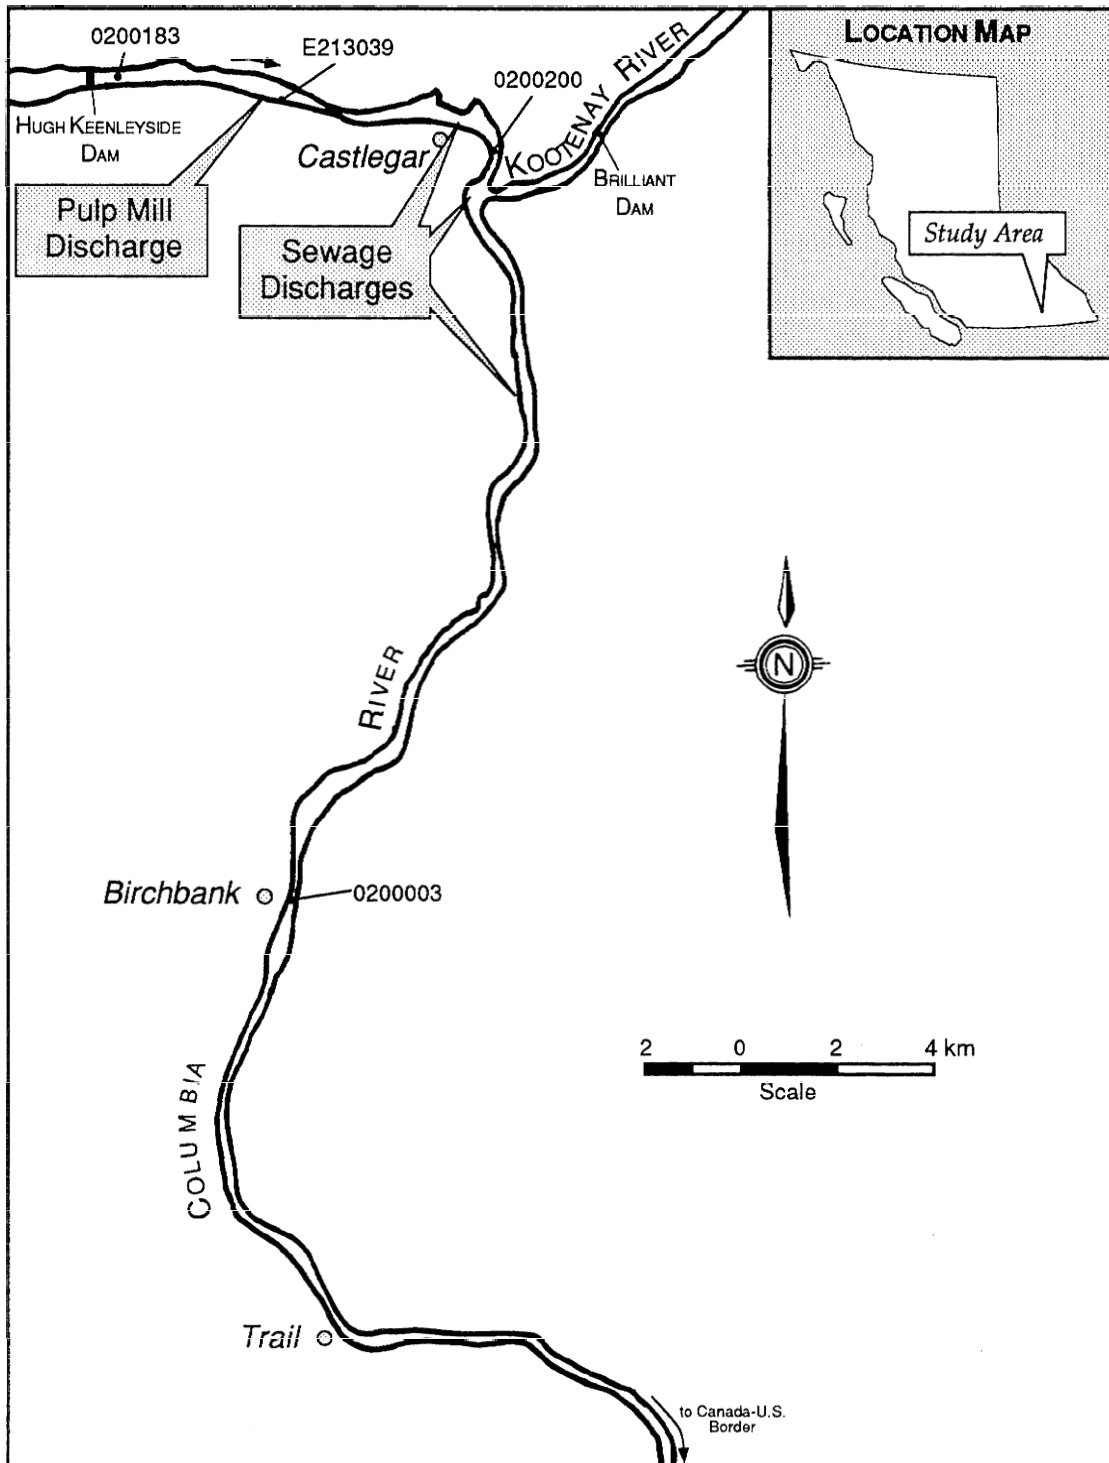 LOCATION MAP
0200183
E213039
0200200
KOOTENAY RIVER
HUGH KEENLEYSIDE
DAM
Castlegar
BRILLIANT
DAM
Pulp Mill
Discharge
Sewage
Discharges
Study Area
N
RIVER
Birchbank
0200003
COLUMBIA
2 0 2 4 km
Scale
Trail
to Canada-U.S.
Border